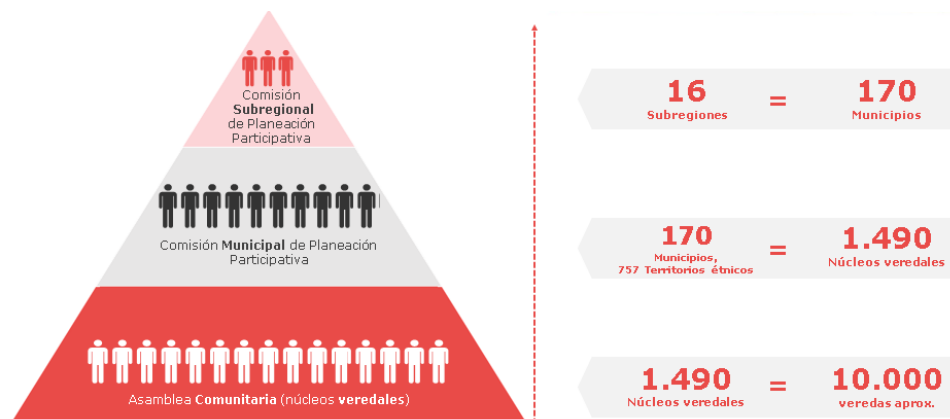 Comisión
Subregional
de Planeación
Participativa
16
Subregiones
=
170
Municipios
Comisión Municipal de Planeación
Participativa
170
Municipios,
757 Territorios étnicos
=
1.490
Núcleos veredales
Asamblea Comunitaria (núcleos veredales)
1.490
Núcleos veredales
=
10.000
veredas aprox.